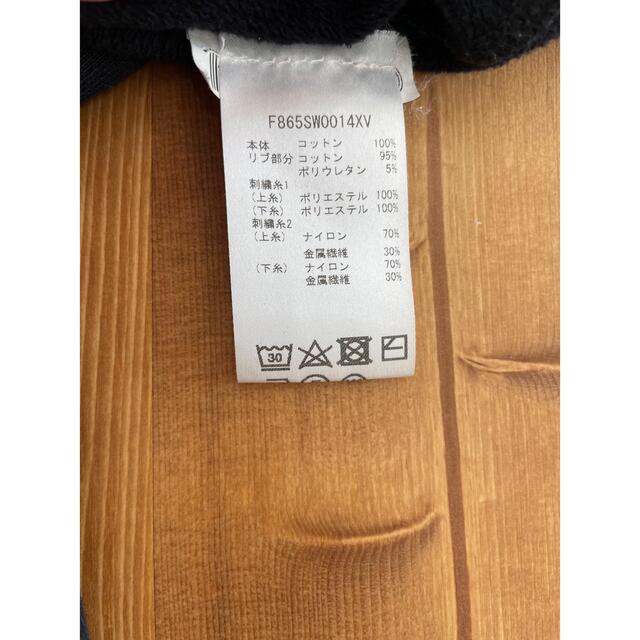 F865SW0014XV
本体 コットン 100%
リブ部分 コットン 95%
ポリウレタン 5%
刺繍糸1
(上糸) ポリエステル 100%
(下糸) ポリエステル 100%
刺繍糸2
(上糸) ナイロン 70%
金属繊維 30%
(下糸) ナイロン 70%
金属繊維 30%
30